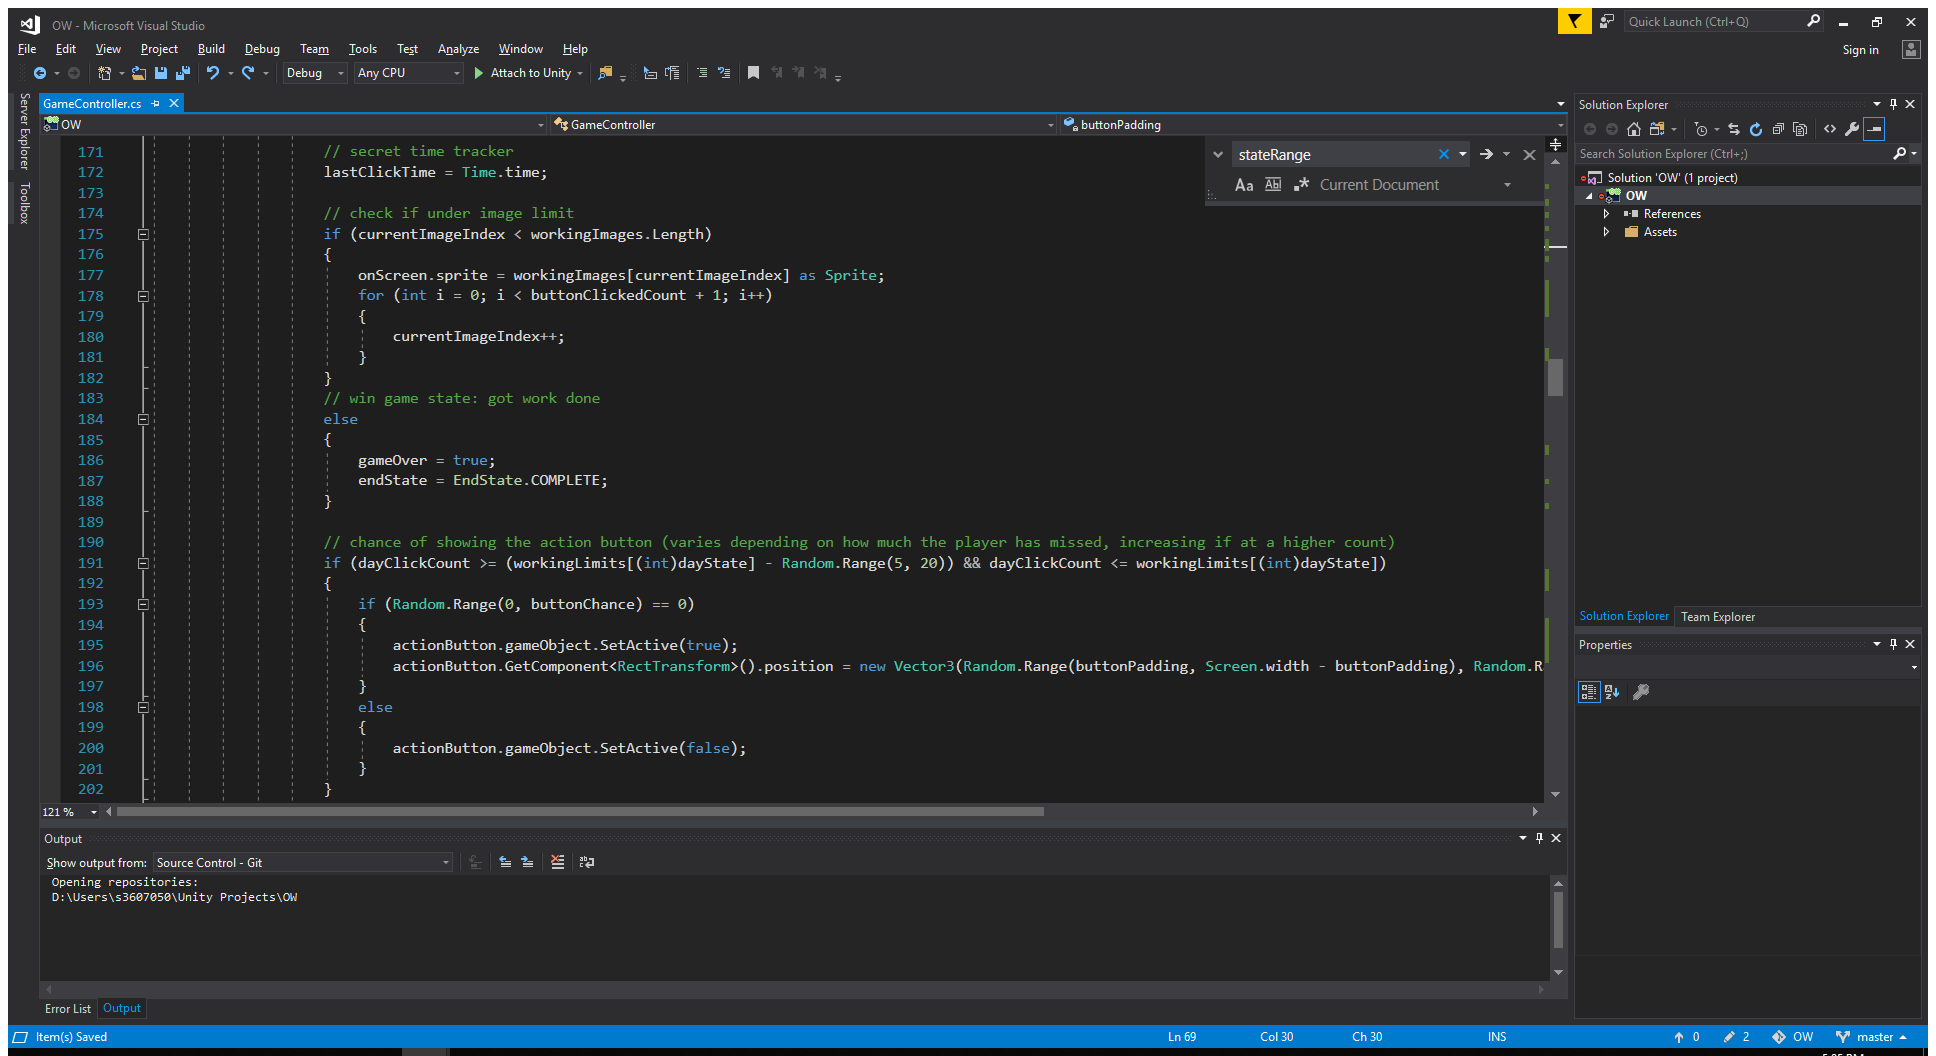 OW - Microsoft Visual Studio
Quick Launch (Ctrl+Q)
File Edit View Project Build Debug Team Tools Test Analyze Window Help
Sign in
Debug Any CPU Attach to Unity
Server Explorer
Toolbox
GameController.cs
OW GameController buttonPadding
stateRange
Aa Abl Current Document
171 // secret time tracker
172 lastClickTime = Time.time;
173
174 // check if under image limit
175 if (currentImageIndex < workingImages.Length)
176 {
177 onScreen.sprite = workingImages[currentImageIndex] as Sprite;
178 for (int i = 0; i < buttonClickedCount + 1; i++)
179 {
180 currentImageIndex++;
181 }
182 }
183 // win game state: got work done
184 else
185 {
186 gameOver = true;
187 endState = EndState.COMPLETE;
188 }
189
190 // chance of showing the action button (varies depending on how much the player has missed, increasing if at a higher count)
191 if (dayClickCount >= (workingLimits[(int)dayState] - Random.Range(5, 20)) && dayClickCount <= workingLimits[(int)dayState])
192 {
193 if (Random.Range(0, buttonChance) == 0)
194 {
195 actionButton.gameObject.SetActive(true);
196 actionButton.GetComponent<RectTransform>().position = new Vector3(Random.Range(buttonPadding, Screen.width - buttonPadding), Random.R
197 }
198 else
199 {
200 actionButton.gameObject.SetActive(false);
201 }
202 }
121 %
Solution Explorer
Search Solution Explorer (Ctrl+;)
Solution 'OW' (1 project)
OW
References
Assets
Solution Explorer Team Explorer
Properties
Output
Show output from: Source Control - Git
Opening repositories:
D:\Users\s3607050\Unity Projects\OW
Error List Output
Item(s) Saved Ln 69 Col 30 Ch 30 INS 0 2 OW master